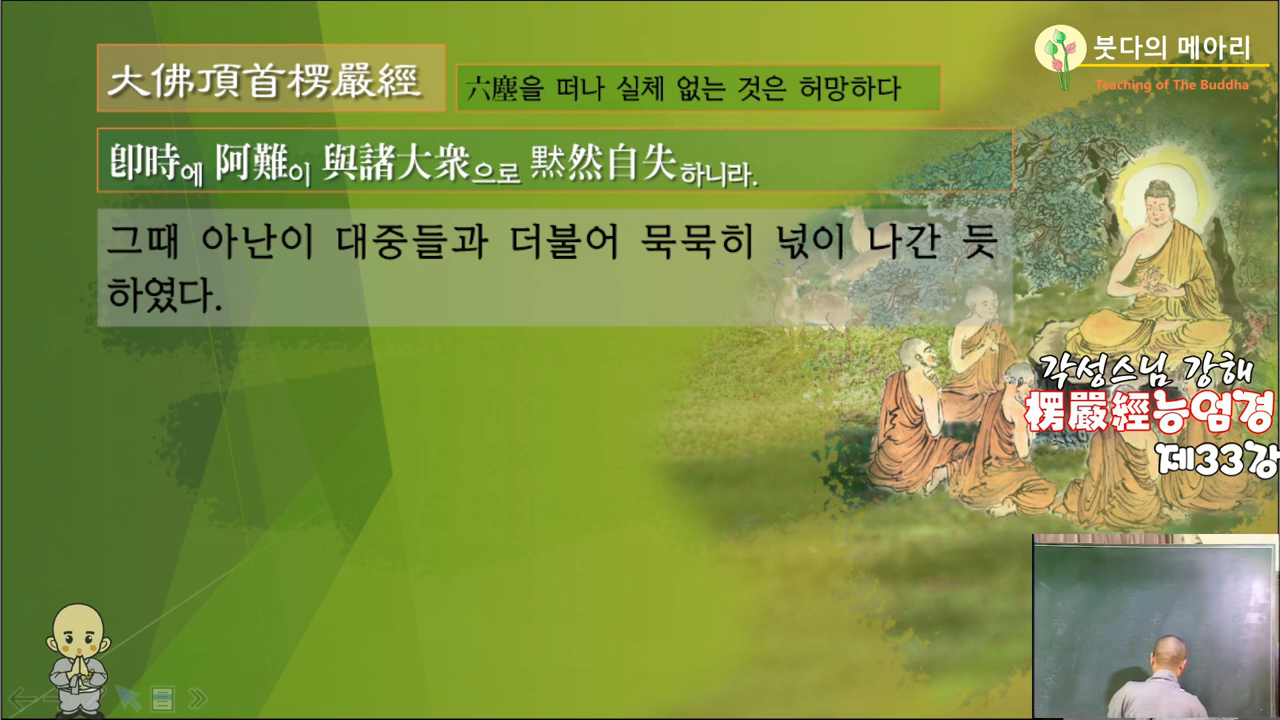 大佛頂首楞嚴經
六塵을 떠나 실체 없는 것은 허망하다
붓다의 메아리
Teaching of The Buddha
卽時에 阿難이 與諸大衆으로 黙然自失하니라.
그때 아난이 대중들과 더불어 묵묵히 넋이 나간 듯
하였다.
각성스님 강해
楞嚴經능엄경
제33강